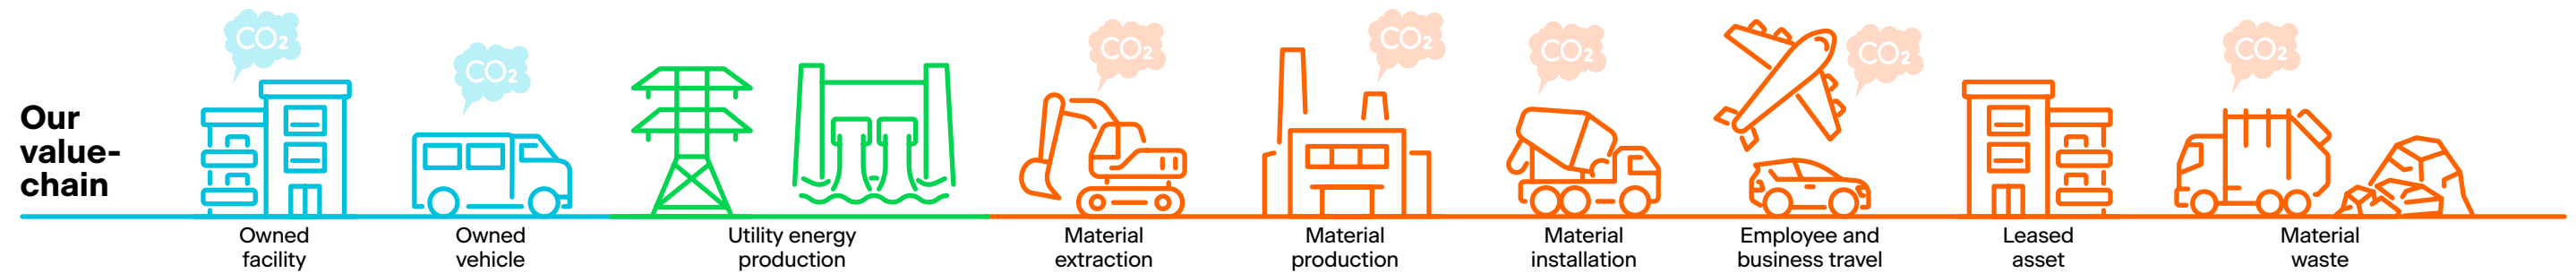 CO₂
CO₂
CO₂
CO₂
CO₂
CO₂
CO₂
Our
value-
chain
Owned
facility
Owned
vehicle
Utility energy
production
Material
extraction
Material
production
Material
installation
Employee and
business travel
Leased
asset
Material
waste